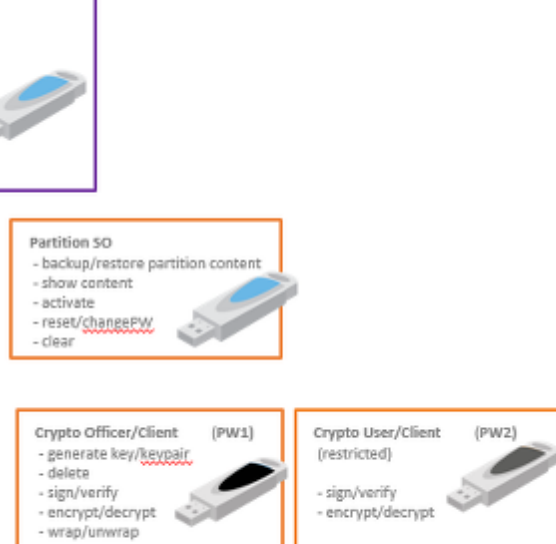 Partition SO
- backup/restore partition content
- show content
- activate
- reset/changePW
- clear
Crypto Officer/Client (PW1)
- generate key/keypair
- delete
- sign/verify
- encrypt/decrypt
- wrap/unwrap
Crypto User/Client (PW2)
(restricted)
- sign/verify
- encrypt/decrypt